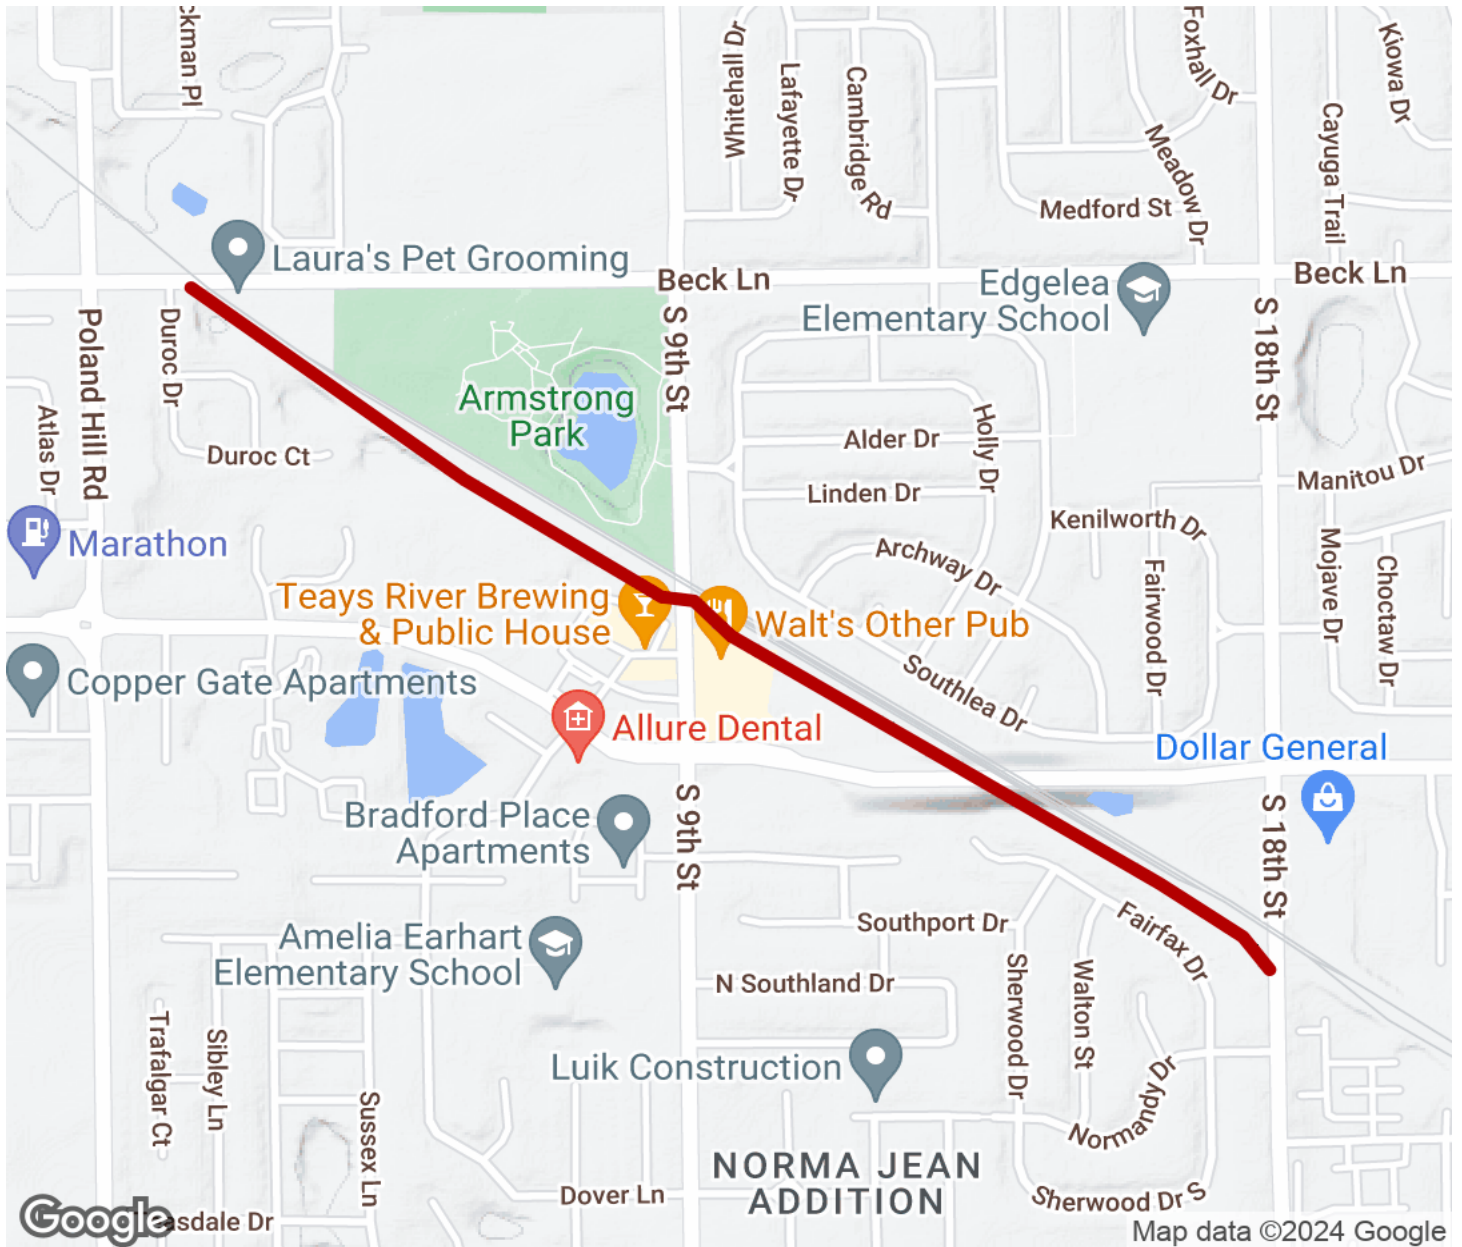 ckman Pl
Whitehall Dr
Lafayette Dr
Cambridge Rd
Foxhall Dr
Kiowa Dr
Cayuga Trail
Meadow Dr
Medford St
Laura's Pet Grooming
Beck Ln
Edgelea
Elementary School
Beck Ln
Poland Hill Rd
Duroc Dr
S 9th St
S 18th St
Atlas Dr
Armstrong
Park
Holly Dr
Alder Dr
Duroc Ct
Linden Dr
Manitou Dr
Kenilworth Dr
Marathon
Archway Dr
Fairwood Dr
Mojave Dr
Choctaw Dr
Teays River Brewing
& Public House
Walt's Other Pub
Copper Gate Apartments
Southlea Dr
Allure Dental
Dollar General
S 9th St
S 18th St
Bradford Place
Apartments
Southport Dr
Fairfax Dr
Amelia Earhart
Elementary School
N Southland Dr
Sherwood Dr
Walton St
Trafalgar Ct
Sibley Ln
Luik Construction
Sussex Ln
Normandy Dr
NORMA JEAN
ADDITION
Dover Ln
Sherwood Dr S
Google
asdale Dr
Map data ©2024 Google